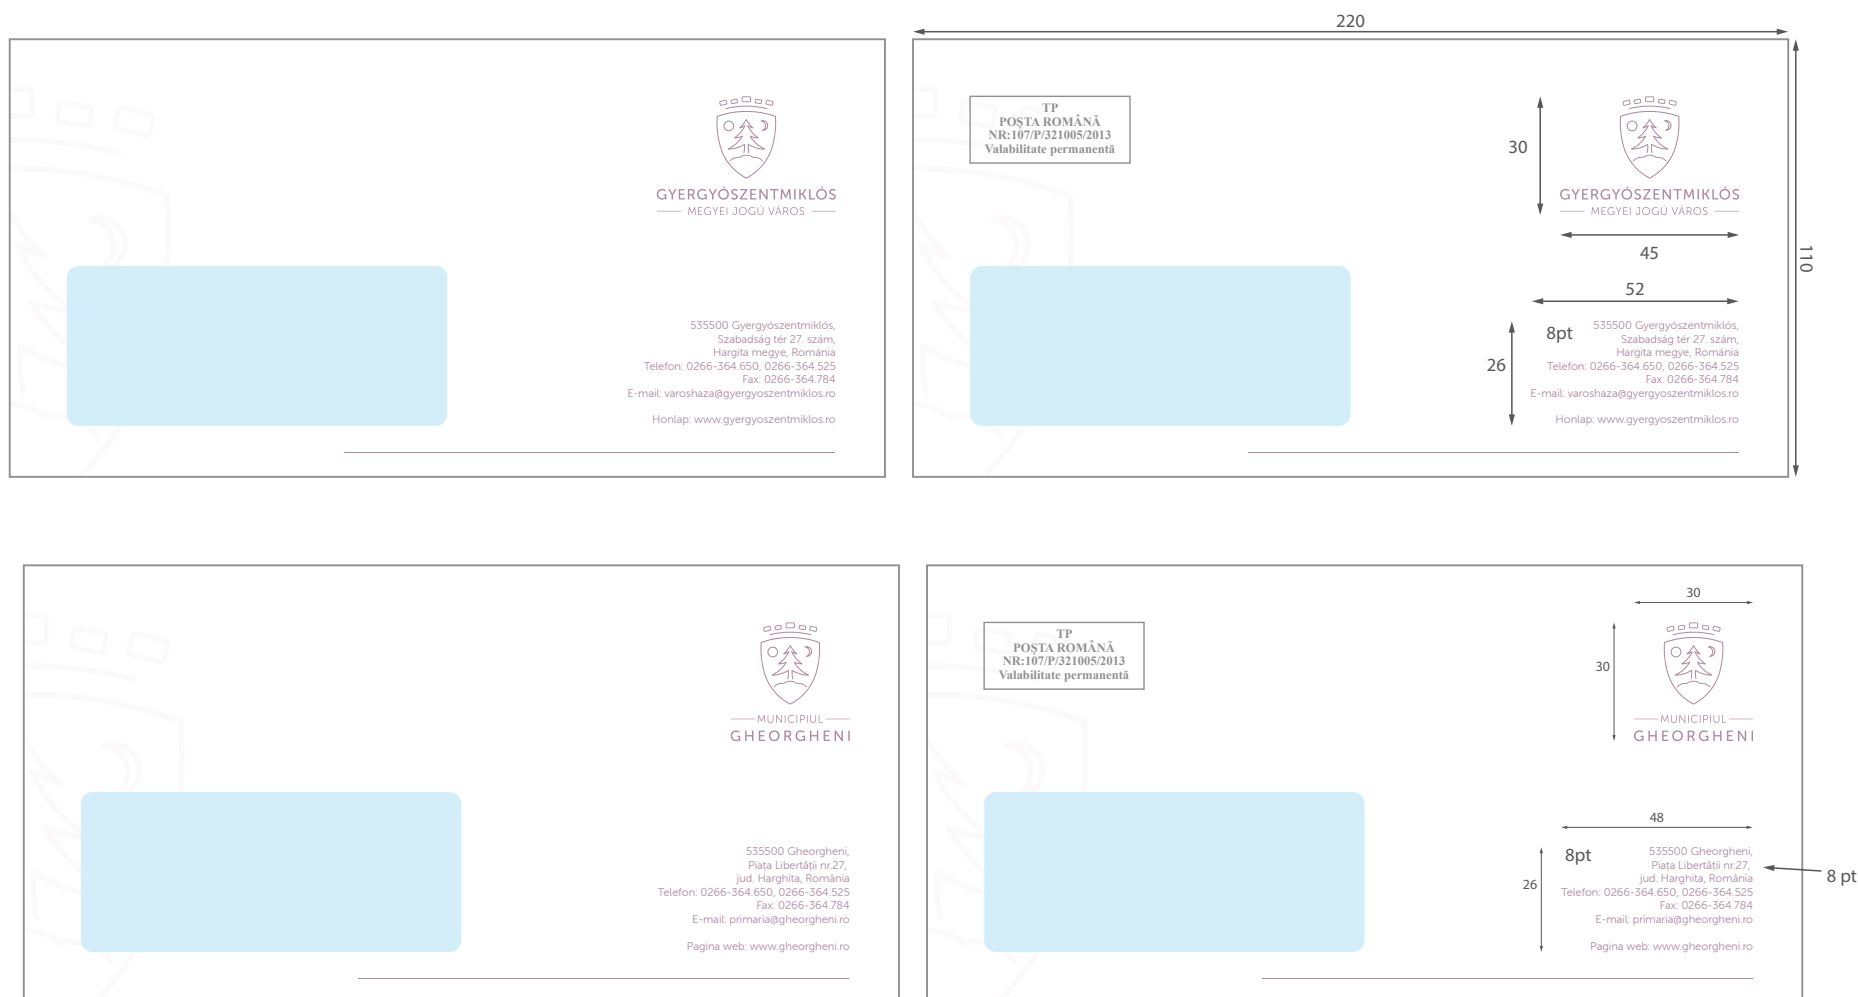 GYERGYÓSZENTMIKLÓS
MEGYEI JOGÚ VÁROS
535500 Gyergyószentmiklós,
Szabadság tér 27. szám,
Hargita megye, Románia
Telefon: 0266-364.650, 0266-364.525
Fax: 0266-364.784
E-mail: varoshaza@gyergyoszentmiklos.ro
Honlap: www.gyergyoszentmiklos.ro
220
TP
POȘTA ROMÂNĂ
NR:107/P/321005/2013
Valabilitate permanentă
30
GYERGYÓSZENTMIKLÓS
MEGYEI JOGÚ VÁROS
45
110
52
8pt
26
535500 Gyergyószentmiklós,
Szabadság tér 27. szám,
Hargita megye, Románia
Telefon: 0266-364.650, 0266-364.525
Fax: 0266-364.784
E-mail: varoshaza@gyergyoszentmiklos.ro
Honlap: www.gyergyoszentmiklos.ro
MUNICIPIUL
GHEORGHENI
535500 Gheorgheni,
Piața Libertății nr.27,
jud. Harghita, România
Telefon: 0266-364.650, 0266-364.525
Fax: 0266-364.784
E-mail: primaria@gheorgheni.ro
Pagina web: www.gheorgheni.ro
TP
POȘTA ROMÂNĂ
NR:107/P/321005/2013
Valabilitate permanentă
30
30
MUNICIPIUL
GHEORGHENI
48
8pt
26
535500 Gheorgheni,
Piața Libertății nr.27,
jud. Harghita, România
Telefon: 0266-364.650, 0266-364.525
Fax: 0266-364.784
E-mail: primaria@gheorgheni.ro
Pagina web: www.gheorgheni.ro
8 pt